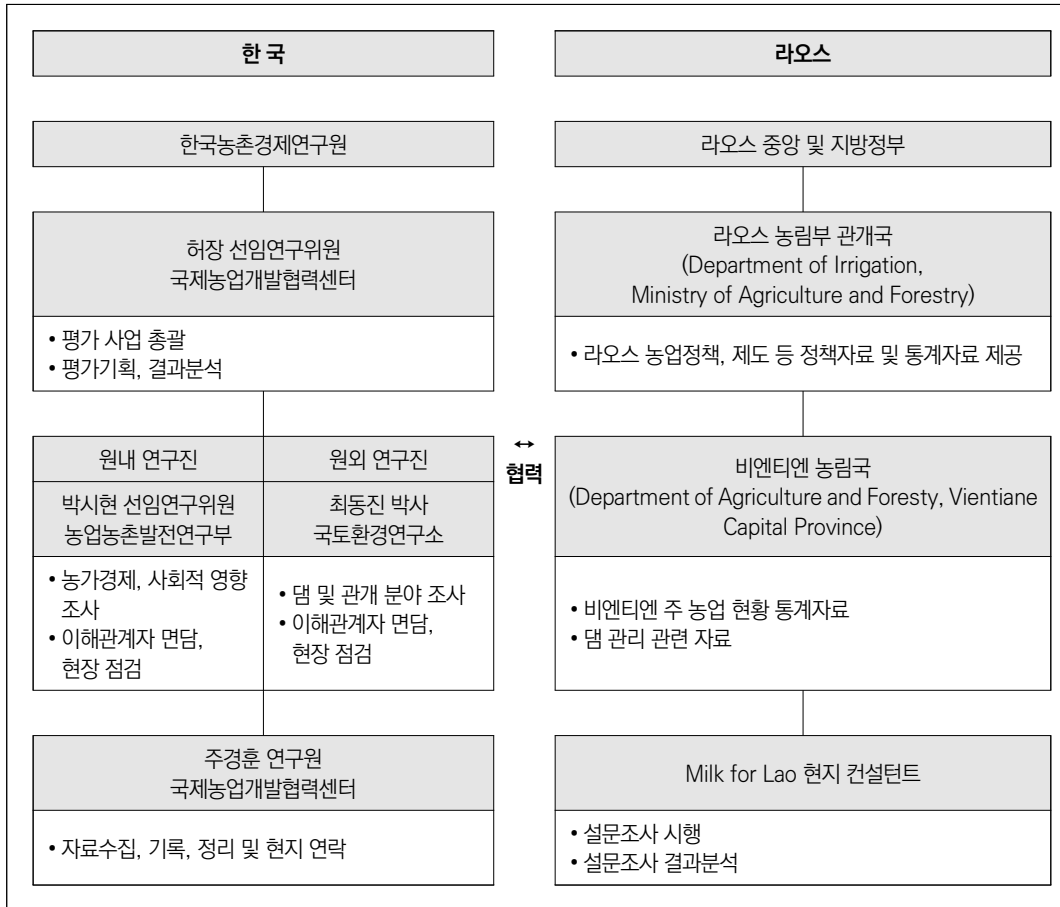 한 국
한국농촌경제연구원
허장 선임연구위원
국제농업개발협력센터
• 평가 사업 총괄
• 평가기획, 결과분석
원내 연구진
박시현 선임연구위원
농업농촌발전연구부
• 농가경제, 사회적 영향
조사
• 이해관계자 면담,
현장 점검
원외 연구진
최동진 박사
국토환경연구소
• 댐 및 관개 분야 조사
• 이해관계자 면담,
현장 점검
주경훈 연구원
국제농업개발협력센터
• 자료수집, 기록, 정리 및 현지 연락
↔
협력
라오스
라오스 중앙 및 지방정부
라오스 농림부 관개국
(Department of Irrigation,
Ministry of Agriculture and Forestry)
• 라오스 농업정책, 제도 등 정책자료 및 통계자료 제공
비엔티엔 농림국
(Department of Agriculture and Foresty, Vientiane
Capital Province)
• 비엔티엔 주 농업 현황 통계자료
• 댐 관리 관련 자료
Milk for Lao 현지 컨설턴트
• 설문조사 시행
• 설문조사 결과분석